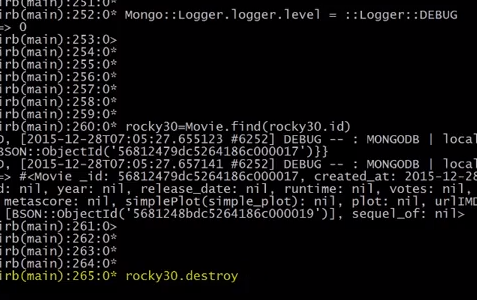 irb(main):251:0*
irb(main):252:0* Mongo::Logger.logger.level = ::Logger::DEBUG
=> 0
irb(main):253:0>
irb(main):254:0*
irb(main):255:0*
irb(main):256:0*
irb(main):257:0*
irb(main):258:0*
irb(main):259:0*
irb(main):260:0* rocky30=Movie.find(rocky30.id)
D, [2015-12-28T07:05:27.655123 #6252] DEBUG -- : MONGODB | local
BSON::ObjectId('56812479dc5264186c000017')}}
D, [2015-12-28T07:05:27.657141 #6252] DEBUG -- : MONGODB | local
=> #<Movie _id: 56812479dc5264186c000017, created_at: 2015-12-28
d: nil, year: nil, release_date: nil, runtime: nil, votes: nil,
metascore: nil, simplePlot(simple_plot): nil, plot: nil, urlIMD
[BSON::ObjectId('5681248bdc5264186c000019')], sequel_of: nil>
irb(main):261:0>
irb(main):262:0*
irb(main):263:0*
irb(main):264:0*
irb(main):265:0* rocky30.destroy